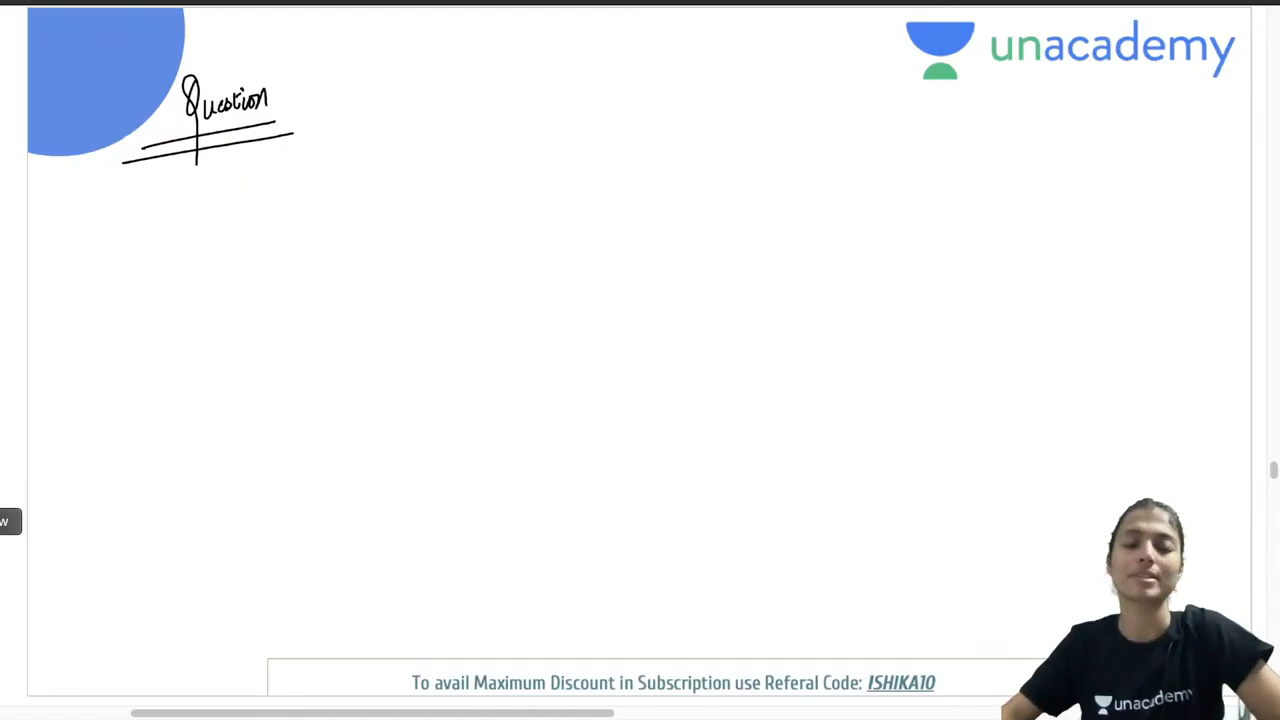 unacademy
Question
w
To avail Maximum Discount in Subscription use Referal Code: ISHIKA10
unacademy